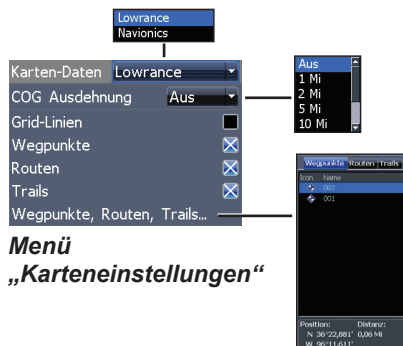 Lowrance
Navionics
Karten-Daten Lowrance
COG Ausdehnung Aus
Grid-Linien
Wegpunkte
Routen
Trails
Wegpunkte, Routen, Trails...
Aus
1 Mi
2 Mi
5 Mi
10 Mi
Wegpunkte Routen Trails
Icon Name
002
001
Position: Distanz:
N 36°22,881' 0,06 Mi
W 96°11,611'
Menü
„Karteneinstellungen“